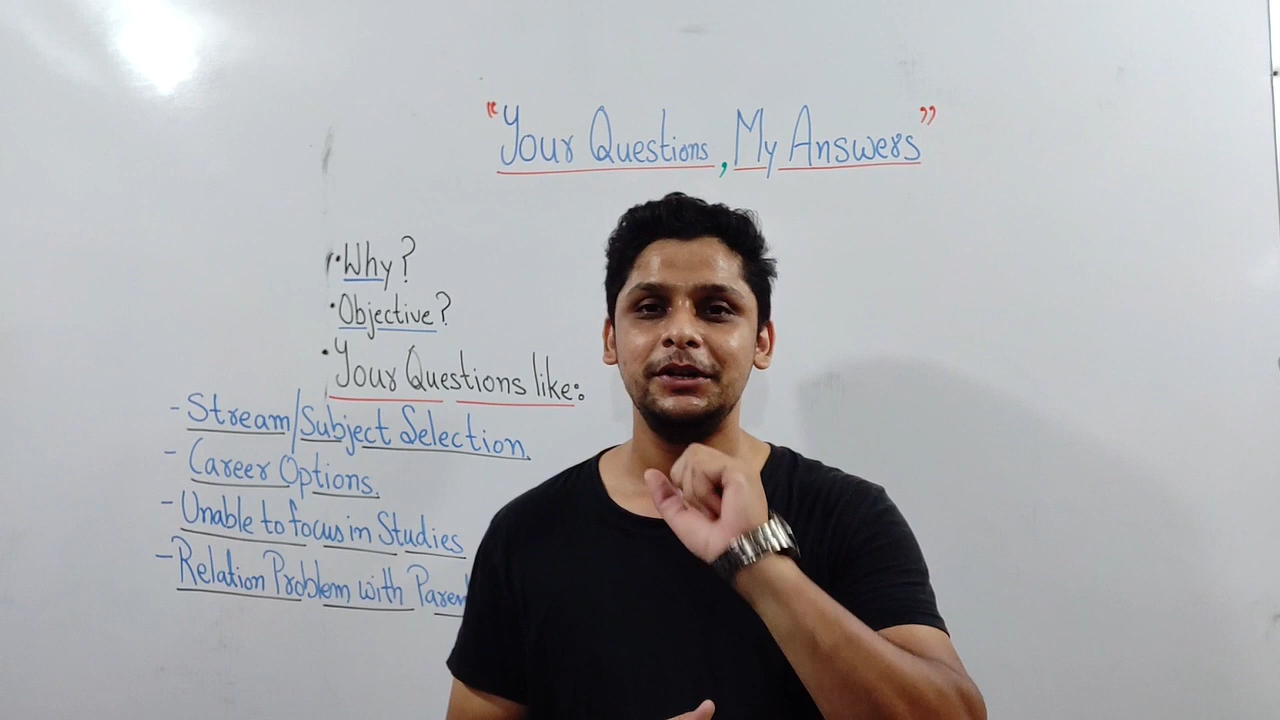 "Your Questions, My Answers"
• Why?
• Objective?
• Your Questions like:
- Stream/Subject Selection.
- Career Options.
- Unable to focus in Studies
- Relation Problem with